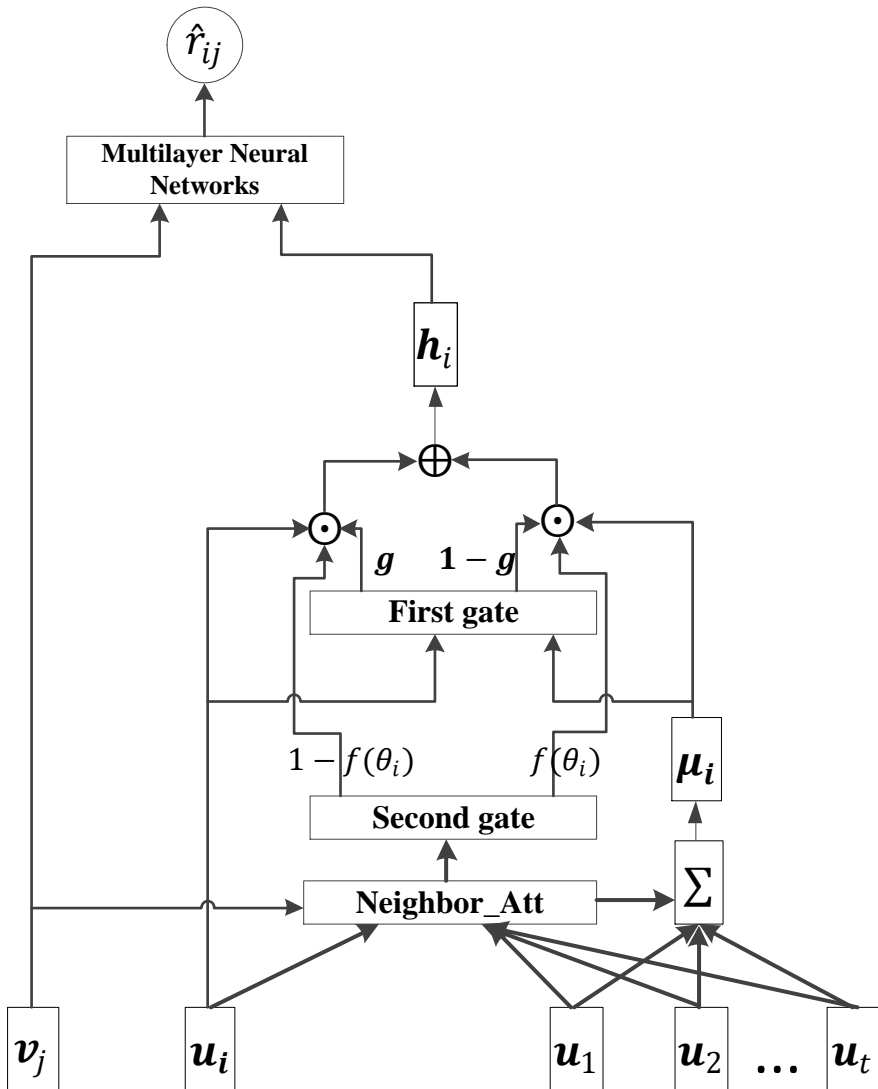 r̂ᵢⱼ
Multilayer Neural
Networks
hᵢ
⊕
⊙ ⊙
g 1 − g
First gate
1 − f(θᵢ) f(θᵢ)
μᵢ
Second gate
Neighbor_Att
Σ
vⱼ uᵢ u₁ u₂ ... uₜ